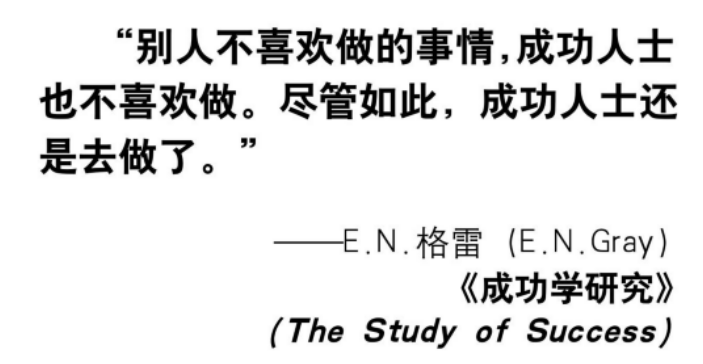 “别人不喜欢做的事情,成功人士
也不喜欢做。尽管如此，成功人士还
是去做了。”
——E.N.格雷 (E.N.Gray)
《成功学研究》
(The Study of Success)